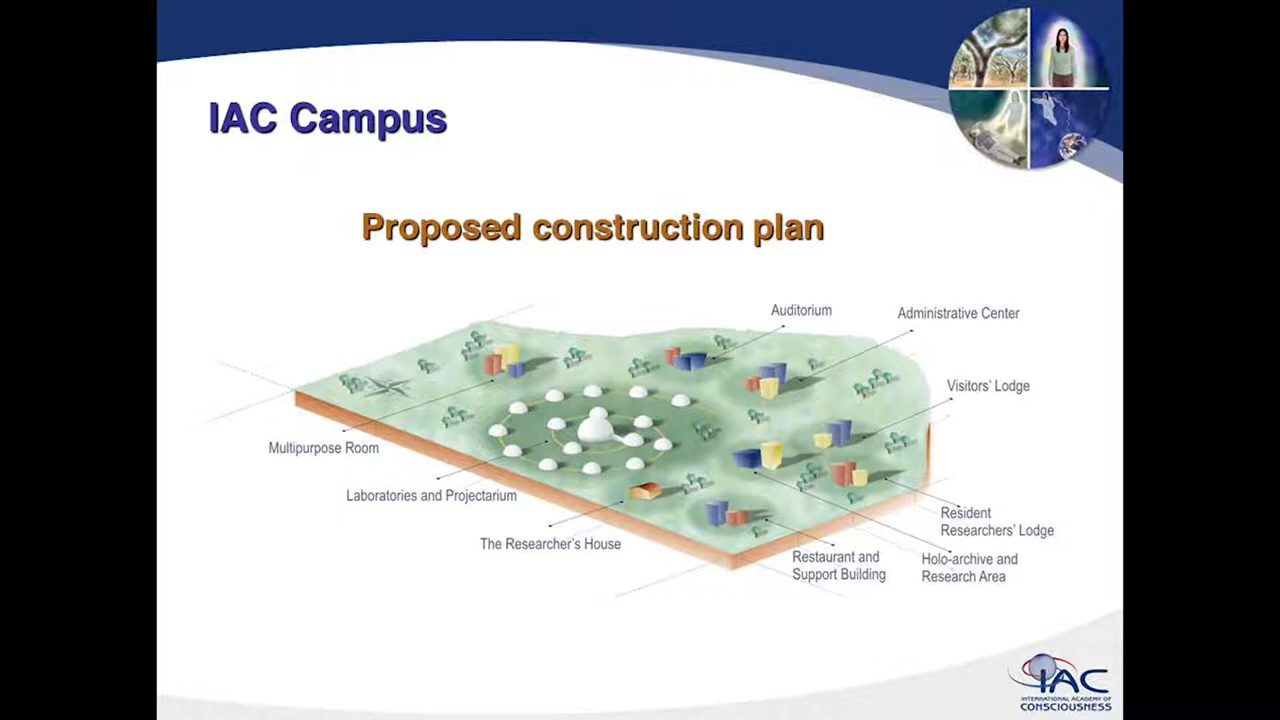 IAC Campus
Proposed construction plan
Auditorium
Administrative Center
Visitors' Lodge
Multipurpose Room
Laboratories and Projectarium
The Researcher's House
Resident
Researchers' Lodge
Restaurant and
Support Building
Holo-archive and
Research Area
IAC
INTERNATIONAL ACADEMY OF
CONSCIOUSNESS